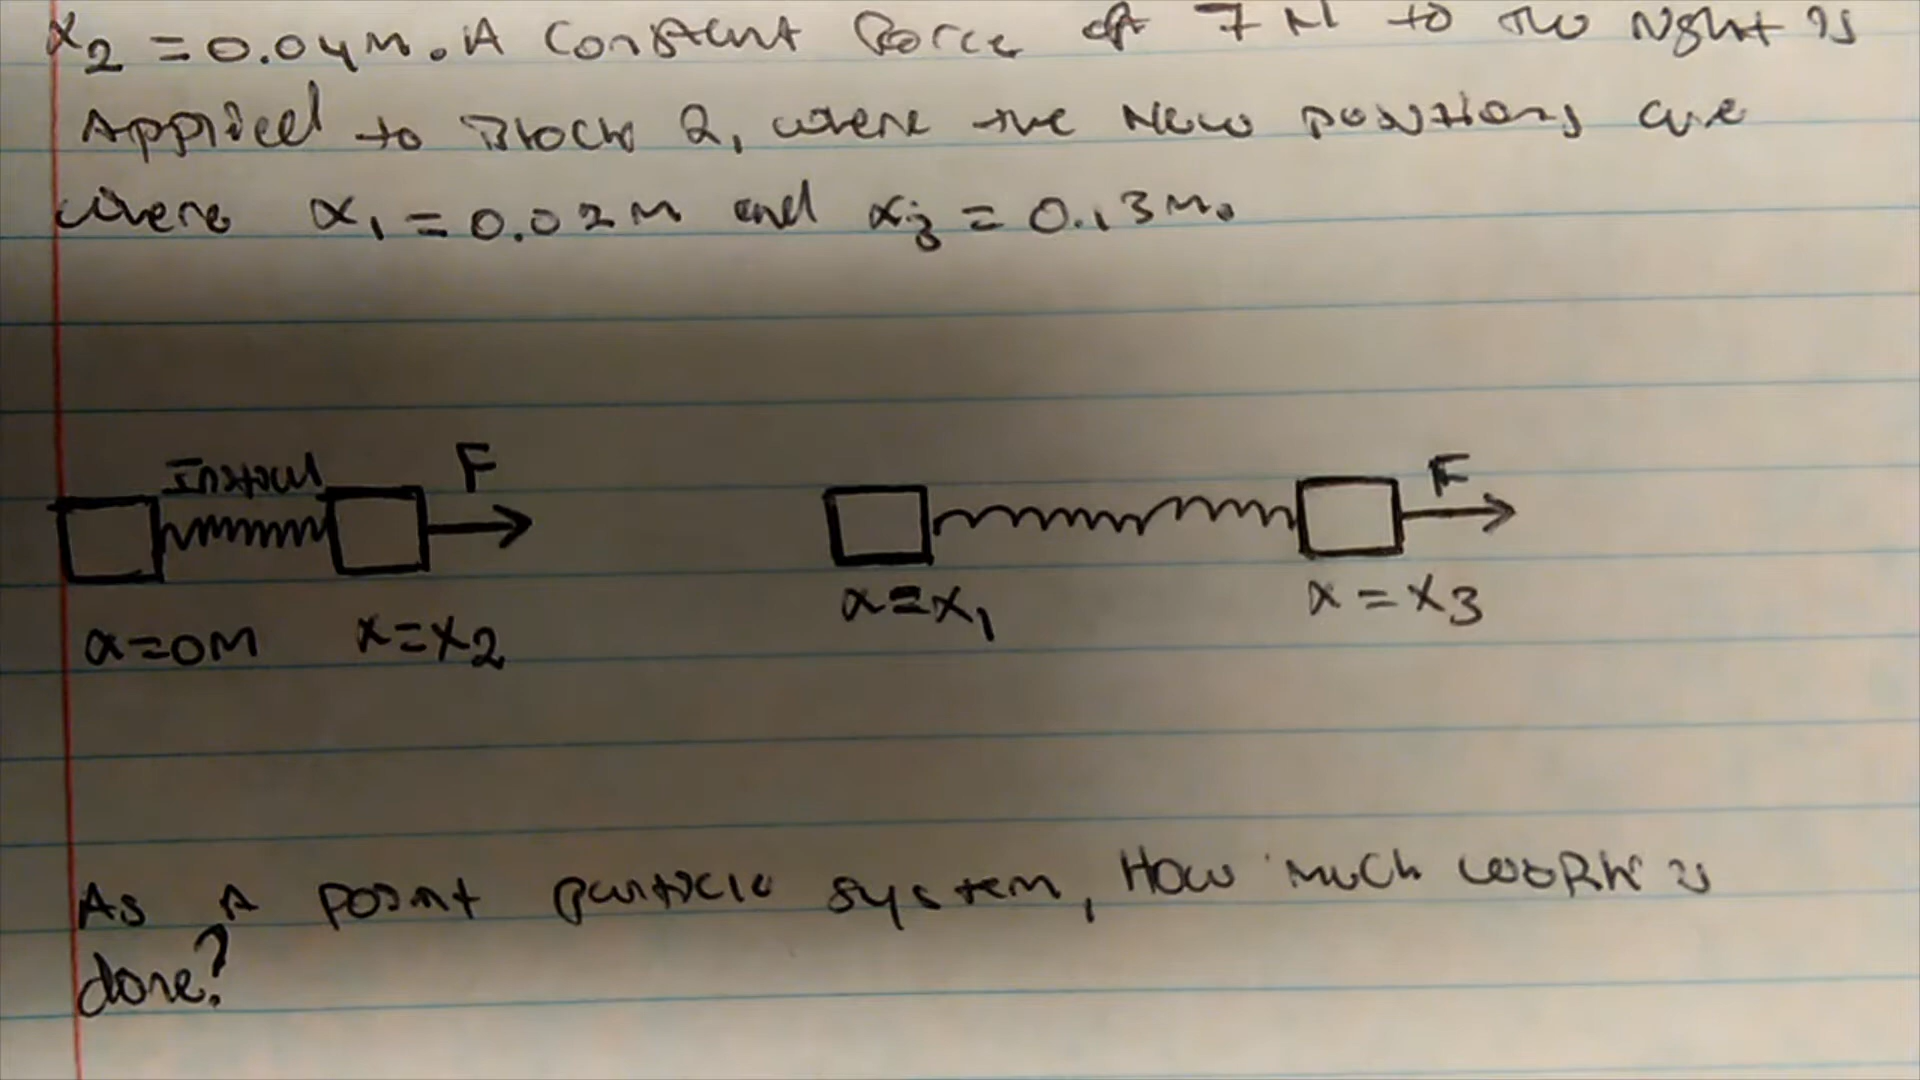 x₂ = 0.04m. A constant force of 7 N to the right is
Applied to Block 2, where the new positions are
where x₁ = 0.02m and x₃ = 0.13m.
Initial F F
x=0m x=x₂ x=x₁ x=x₃
As A point particle system, How much work is
done?